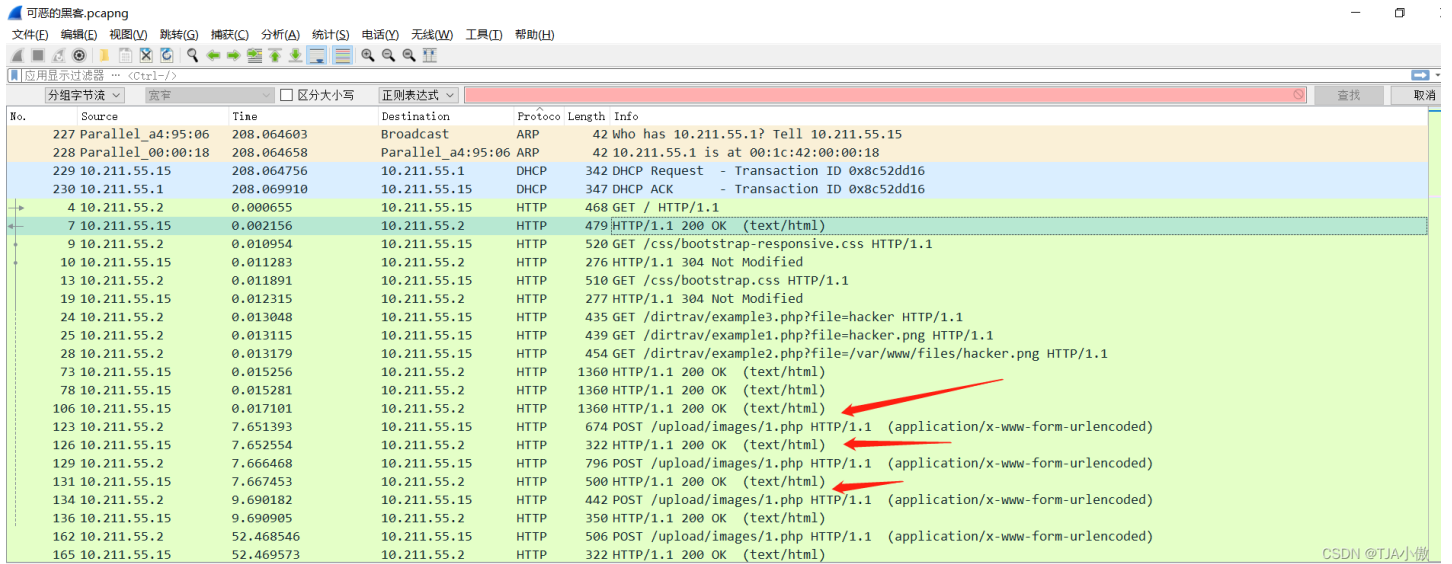 可恶的黑客.pcapng
文件(F) 编辑(E) 视图(V) 跳转(G) 捕获(C) 分析(A) 统计(S) 电话(Y) 无线(W) 工具(T) 帮助(H)
应用显示过滤器 … <Ctrl-/>
分组字节流 宽窄 区分大小写 正则表达式 查找 取消
No. Source Time Destination Protoco Length Info
227 Parallel_a4:95:06 208.064603 Broadcast ARP 42 Who has 10.211.55.1? Tell 10.211.55.15
228 Parallel_00:00:18 208.064658 Parallel_a4:95:06 ARP 42 10.211.55.1 is at 00:1c:42:00:00:18
229 10.211.55.15 208.064756 10.211.55.1 DHCP 342 DHCP Request - Transaction ID 0x8c52dd16
230 10.211.55.1 208.069910 10.211.55.15 DHCP 347 DHCP ACK - Transaction ID 0x8c52dd16
4 10.211.55.2 0.000655 10.211.55.15 HTTP 468 GET / HTTP/1.1
7 10.211.55.15 0.002156 10.211.55.2 HTTP 479 HTTP/1.1 200 OK (text/html)
9 10.211.55.2 0.010954 10.211.55.15 HTTP 520 GET /css/bootstrap-responsive.css HTTP/1.1
10 10.211.55.15 0.011283 10.211.55.2 HTTP 276 HTTP/1.1 304 Not Modified
13 10.211.55.2 0.011891 10.211.55.15 HTTP 510 GET /css/bootstrap.css HTTP/1.1
19 10.211.55.15 0.012315 10.211.55.2 HTTP 277 HTTP/1.1 304 Not Modified
24 10.211.55.2 0.013048 10.211.55.15 HTTP 435 GET /dirtrav/example3.php?file=hacker HTTP/1.1
25 10.211.55.2 0.013115 10.211.55.15 HTTP 439 GET /dirtrav/example1.php?file=hacker.png HTTP/1.1
28 10.211.55.2 0.013179 10.211.55.15 HTTP 454 GET /dirtrav/example2.php?file=/var/www/files/hacker.png HTTP/1.1
73 10.211.55.15 0.015256 10.211.55.2 HTTP 1360 HTTP/1.1 200 OK (text/html)
78 10.211.55.15 0.015281 10.211.55.2 HTTP 1360 HTTP/1.1 200 OK (text/html)
106 10.211.55.15 0.017101 10.211.55.2 HTTP 1360 HTTP/1.1 200 OK (text/html)
123 10.211.55.2 7.651393 10.211.55.15 HTTP 674 POST /upload/images/1.php HTTP/1.1 (application/x-www-form-urlencoded)
126 10.211.55.15 7.652554 10.211.55.2 HTTP 322 HTTP/1.1 200 OK (text/html)
129 10.211.55.2 7.666468 10.211.55.15 HTTP 796 POST /upload/images/1.php HTTP/1.1 (application/x-www-form-urlencoded)
131 10.211.55.15 7.667453 10.211.55.2 HTTP 500 HTTP/1.1 200 OK (text/html)
134 10.211.55.2 9.690182 10.211.55.15 HTTP 442 POST /upload/images/1.php HTTP/1.1 (application/x-www-form-urlencoded)
136 10.211.55.15 9.690905 10.211.55.2 HTTP 350 HTTP/1.1 200 OK (text/html)
162 10.211.55.2 52.468546 10.211.55.15 HTTP 506 POST /upload/images/1.php HTTP/1.1 (application/x-www-form-urlencoded)
165 10.211.55.15 52.469573 10.211.55.2 HTTP 322 HTTP/1.1 200 OK (text/html)
CSDN @TJA小傲